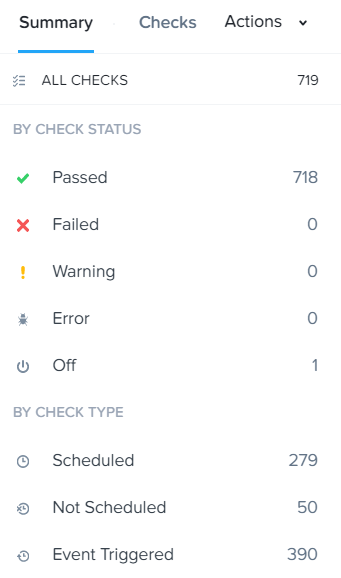 Summary Checks Actions
ALL CHECKS 719
BY CHECK STATUS
Passed 718
Failed 0
Warning 0
Error 0
Off 1
BY CHECK TYPE
Scheduled 279
Not Scheduled 50
Event Triggered 390